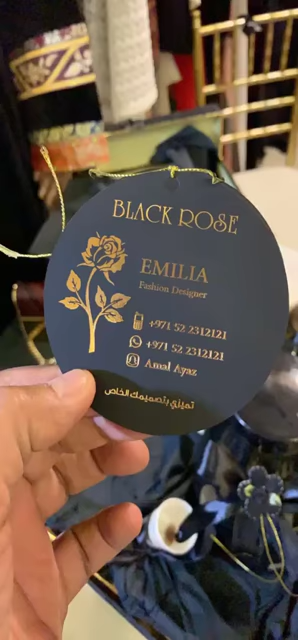 BLACK ROSE
EMILIA
Fashion Designer
+971 52 2312121
+971 52 2312121
Amal Ayaz
تميزي بتصميمك الخاص